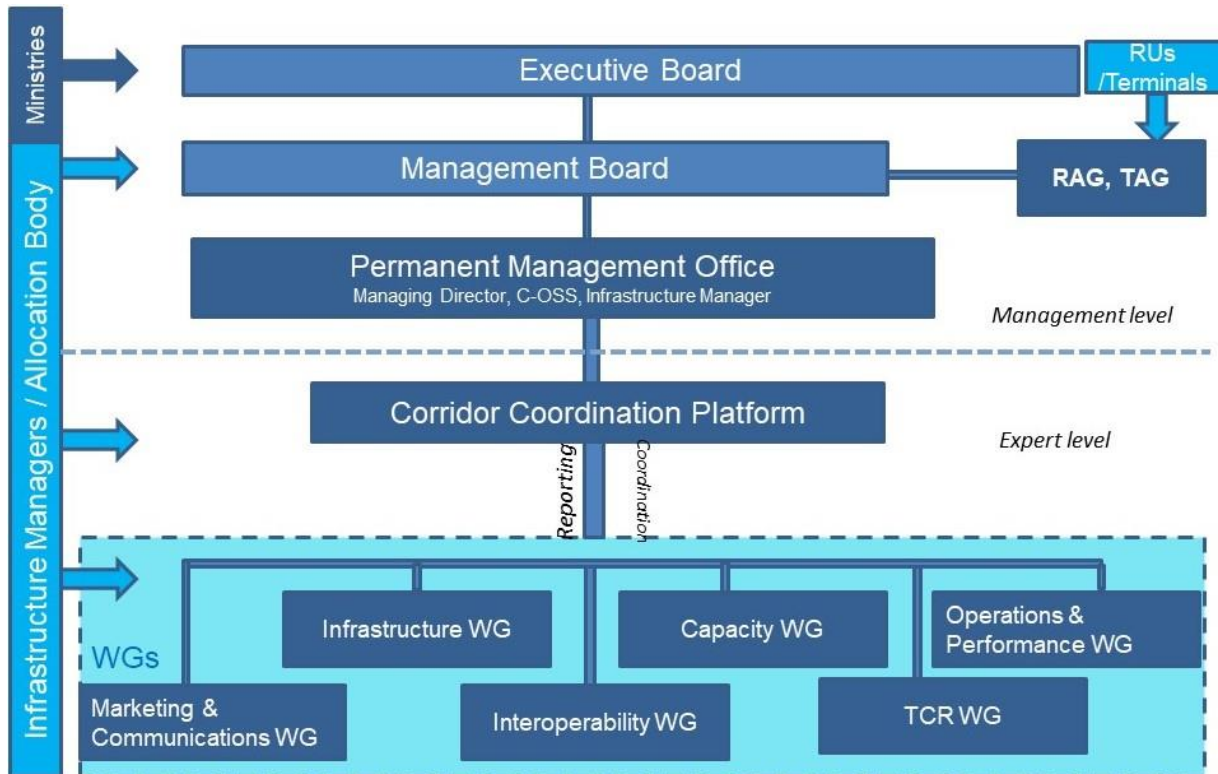 Ministries
Executive Board
RUs
/Terminals
Management Board
RAG, TAG
Permanent Management Office
Managing Director, C-OSS, Infrastructure Manager
Management level
Infrastructure Managers / Allocation Body
Corridor Coordination Platform
Expert level
Reporting
Coordination
WGs
Infrastructure WG
Capacity WG
Operations &
Performance WG
Marketing &
Communications WG
Interoperability WG
TCR WG